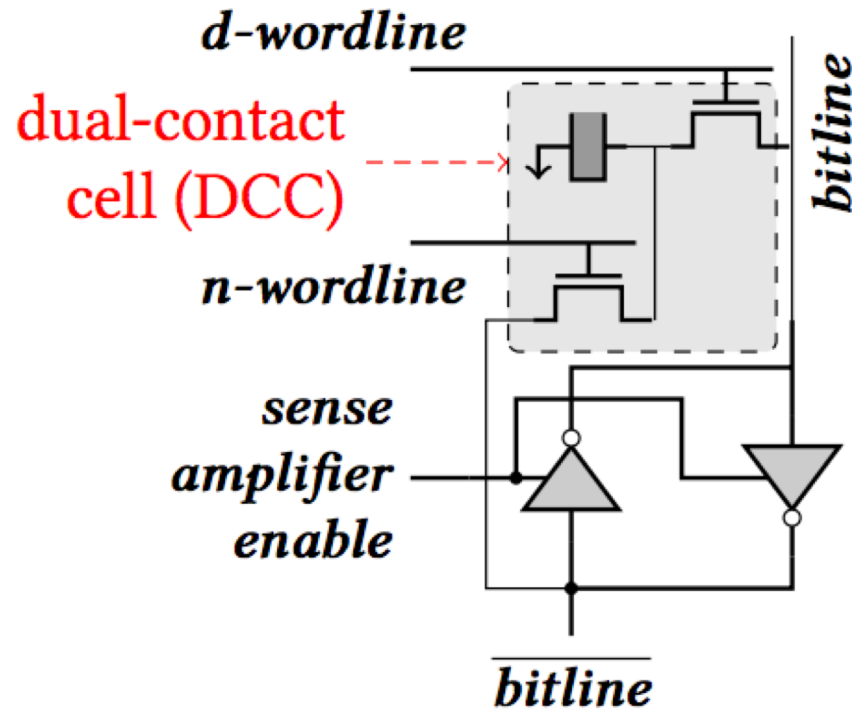 d-wordline
bitline
dual-contact
cell (DCC)
n-wordline
sense
amplifier
enable
bitline